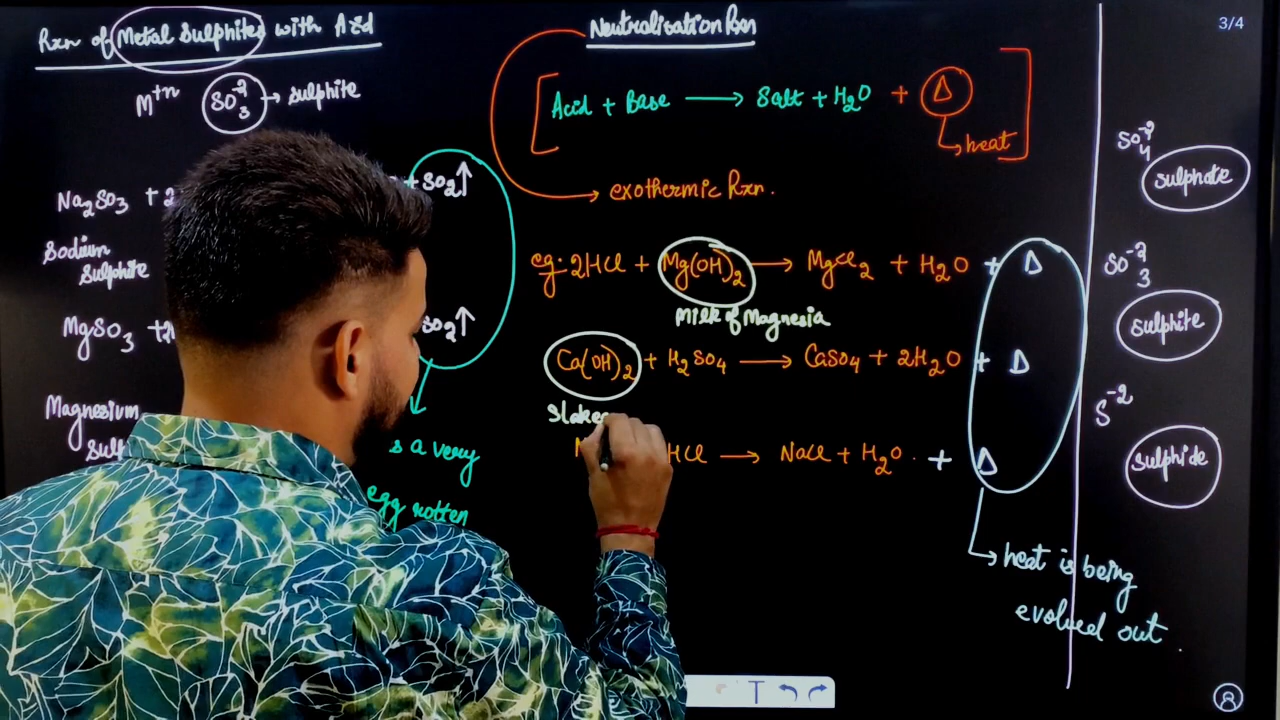 Rxn of Metal Sulphites with Acid
M⁺ⁿ SO₃⁻² → sulphite
Na₂SO₃ +
+ SO₂↑
Sodium
Sulphite
MgSO₃ +
SO₂↑
Magnesium
is a very
egg rotten
Neutralisation Rxn
[Acid + Base → Salt + H₂O + Δ]
heat
→ exothermic Rxn.
eg: 2HCl + Mg(OH)₂ → MgCl₂ + H₂O + Δ
Milk of Magnesia
Ca(OH)₂ + H₂SO₄ → CaSO₄ + 2H₂O + Δ
Slake
HCl → NaCl + H₂O. + Δ
→ heat is being
evolved out
3/4
SO₄⁻²
sulphate
SO₃⁻²
sulphite
S⁻²
sulphide
T